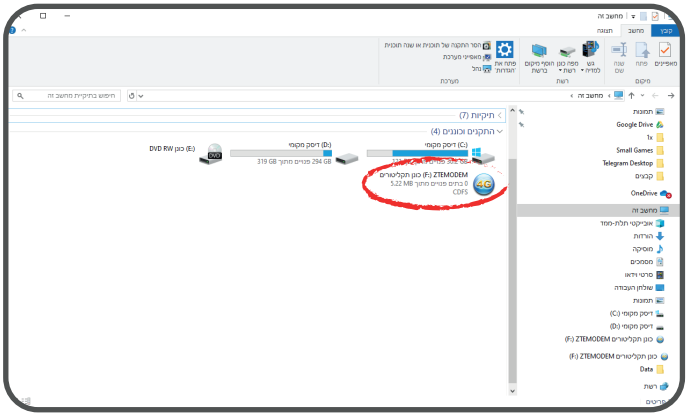 מחשב זה
קובץ
מחשב
תצוגה
מאפיינים
פתח
שנה שם
מיקום
גש למדיה
מפה כונן רשת
הוסף מיקום ברשת
רשת
פתח את 'הגדרות'
הסר התקנה של תוכנית או שנה תוכנית
מאפייני מערכת
נהל
מערכת
מחשב זה
חיפוש בתיקיית מחשב זה
תיקיות (7)
התקנים וכוננים (4)
דיסק מקומי (C:)
דיסק מקומי (D:)
294 GB פנויים מתוך 319 GB
כונן DVD RW (E:)
כונן תקליטורים (F:) ZTEMODEM
0 בתים פנויים מתוך 5.22 MB
CDFS
תמונות
Google Drive
1x
Small Games
Telegram Desktop
קבצים
OneDrive
מחשב זה
אובייקטי תלת-ממד
הורדות
מוסיקה
מסמכים
סרטי וידאו
שולחן העבודה
תמונות
דיסק מקומי (C:)
דיסק מקומי (D:)
כונן תקליטורים (F:) ZTEMODEM
כונן תקליטורים (F:) ZTEMODEM
Data
רשת
פריטים